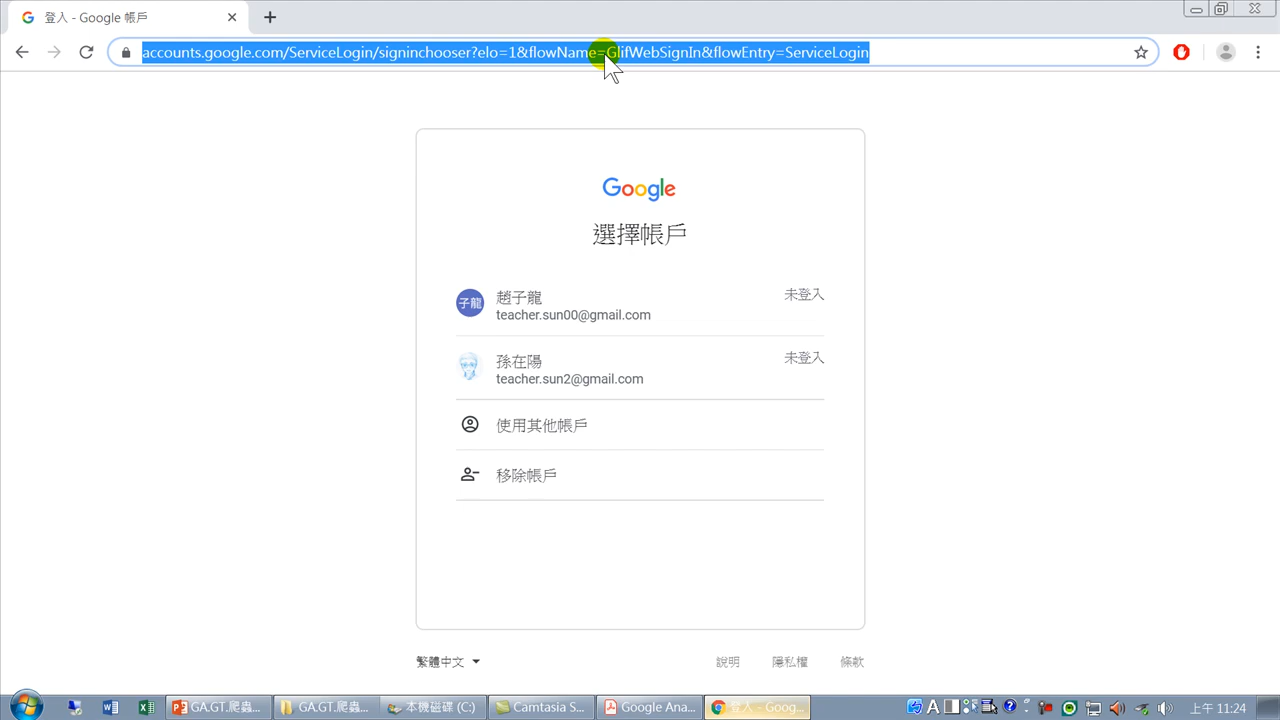 登入 - Google 帳戶
accounts.google.com/ServiceLogin/signinchooser?elo=1&flowName=GlifWebSignIn&flowEntry=ServiceLogin
Google
選擇帳戶
子龍
趙子龍
未登入
teacher.sun00@gmail.com
孫在陽
未登入
teacher.sun2@gmail.com
使用其他帳戶
移除帳戶
繁體中文
說明
隱私權
條款
GA.GT.爬蟲...
GA.GT.爬蟲...
本機磁碟 (C:)
Camtasia S...
Google Ana...
登入 - Goog...
A
上午 11:24